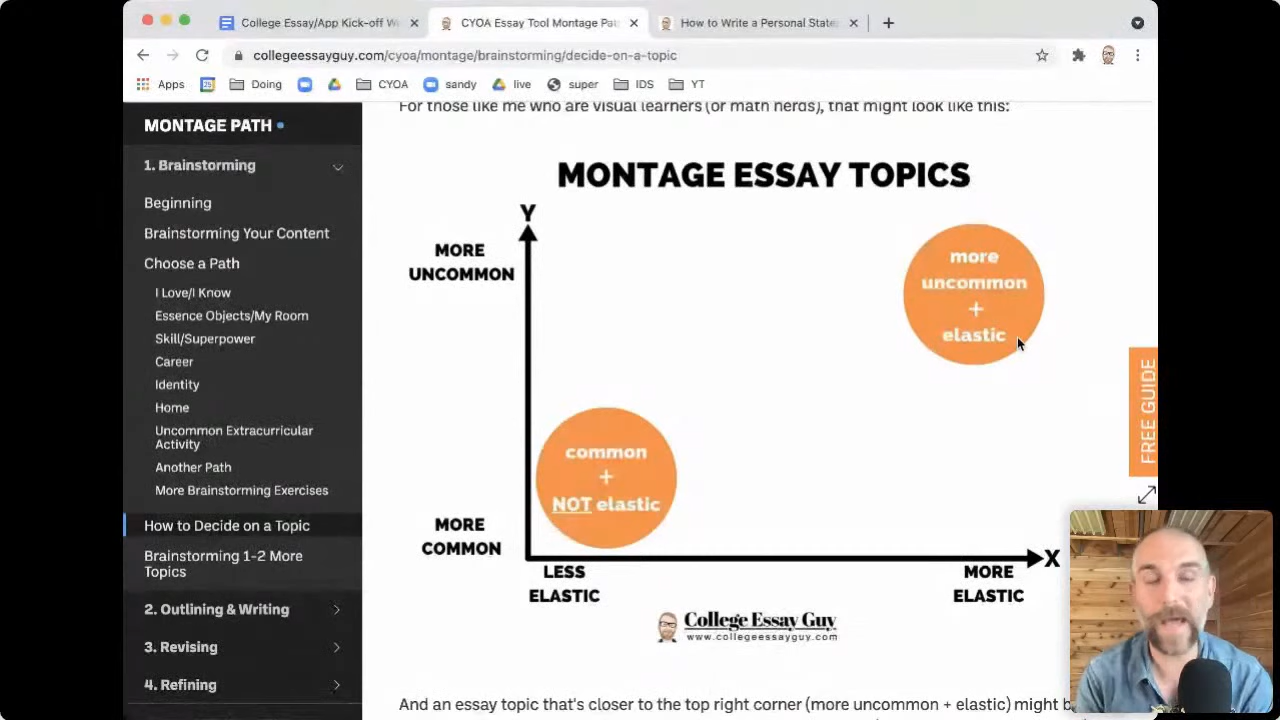 College Essay/App Kick-off W
CYOA Essay Tool Montage Pat
How to Write a Personal State
collegeessayguy.com/cyoa/montage/brainstorming/decide-on-a-topic
Apps
Doing
CYOA
sandy
live
super
IDS
YT
MONTAGE PATH
1. Brainstorming
Beginning
Brainstorming Your Content
Choose a Path
I Love/I Know
Essence Objects/My Room
Skill/Superpower
Career
Identity
Home
Uncommon Extracurricular
Activity
Another Path
More Brainstorming Exercises
How to Decide on a Topic
Brainstorming 1-2 More
Topics
2. Outlining & Writing
3. Revising
4. Refining
For those like me who are visual learners (or math nerds), that might look like this:
MONTAGE ESSAY TOPICS
Y
MORE
UNCOMMON
more
uncommon
+
elastic
common
+
NOT elastic
MORE
COMMON
X
LESS
ELASTIC
MORE
ELASTIC
College Essay Guy
www.collegeessayguy.com
And an essay topic that's closer to the top right corner (more uncommon + elastic) might b
FREE GUIDE